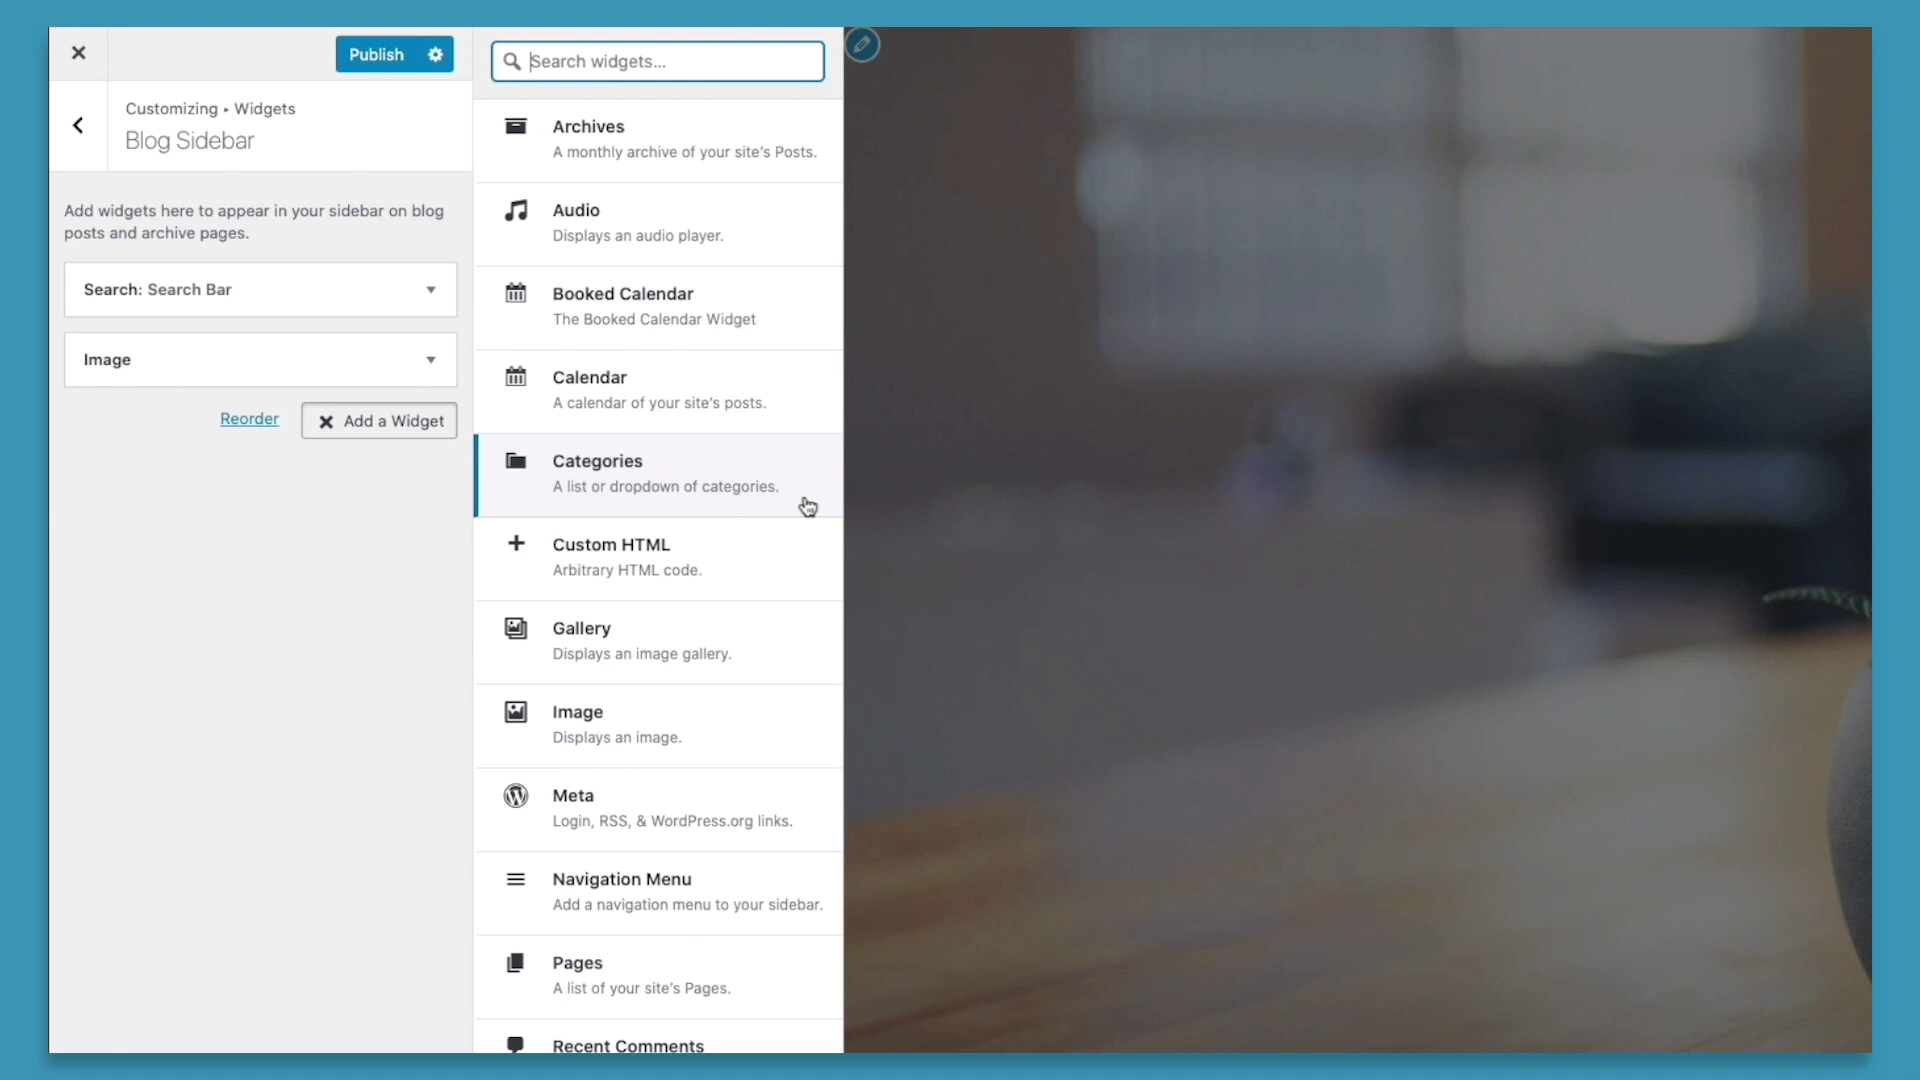 Publish
Customizing ▸ Widgets
Blog Sidebar
Add widgets here to appear in your sidebar on blog
posts and archive pages.
Search: Search Bar
Image
Reorder
Add a Widget
Search widgets...
Archives
A monthly archive of your site's Posts.
Audio
Displays an audio player.
Booked Calendar
The Booked Calendar Widget
Calendar
A calendar of your site's posts.
Categories
A list or dropdown of categories.
Custom HTML
Arbitrary HTML code.
Gallery
Displays an image gallery.
Image
Displays an image.
Meta
Login, RSS, & WordPress.org links.
Navigation Menu
Add a navigation menu to your sidebar.
Pages
A list of your site's Pages.
Recent Comments